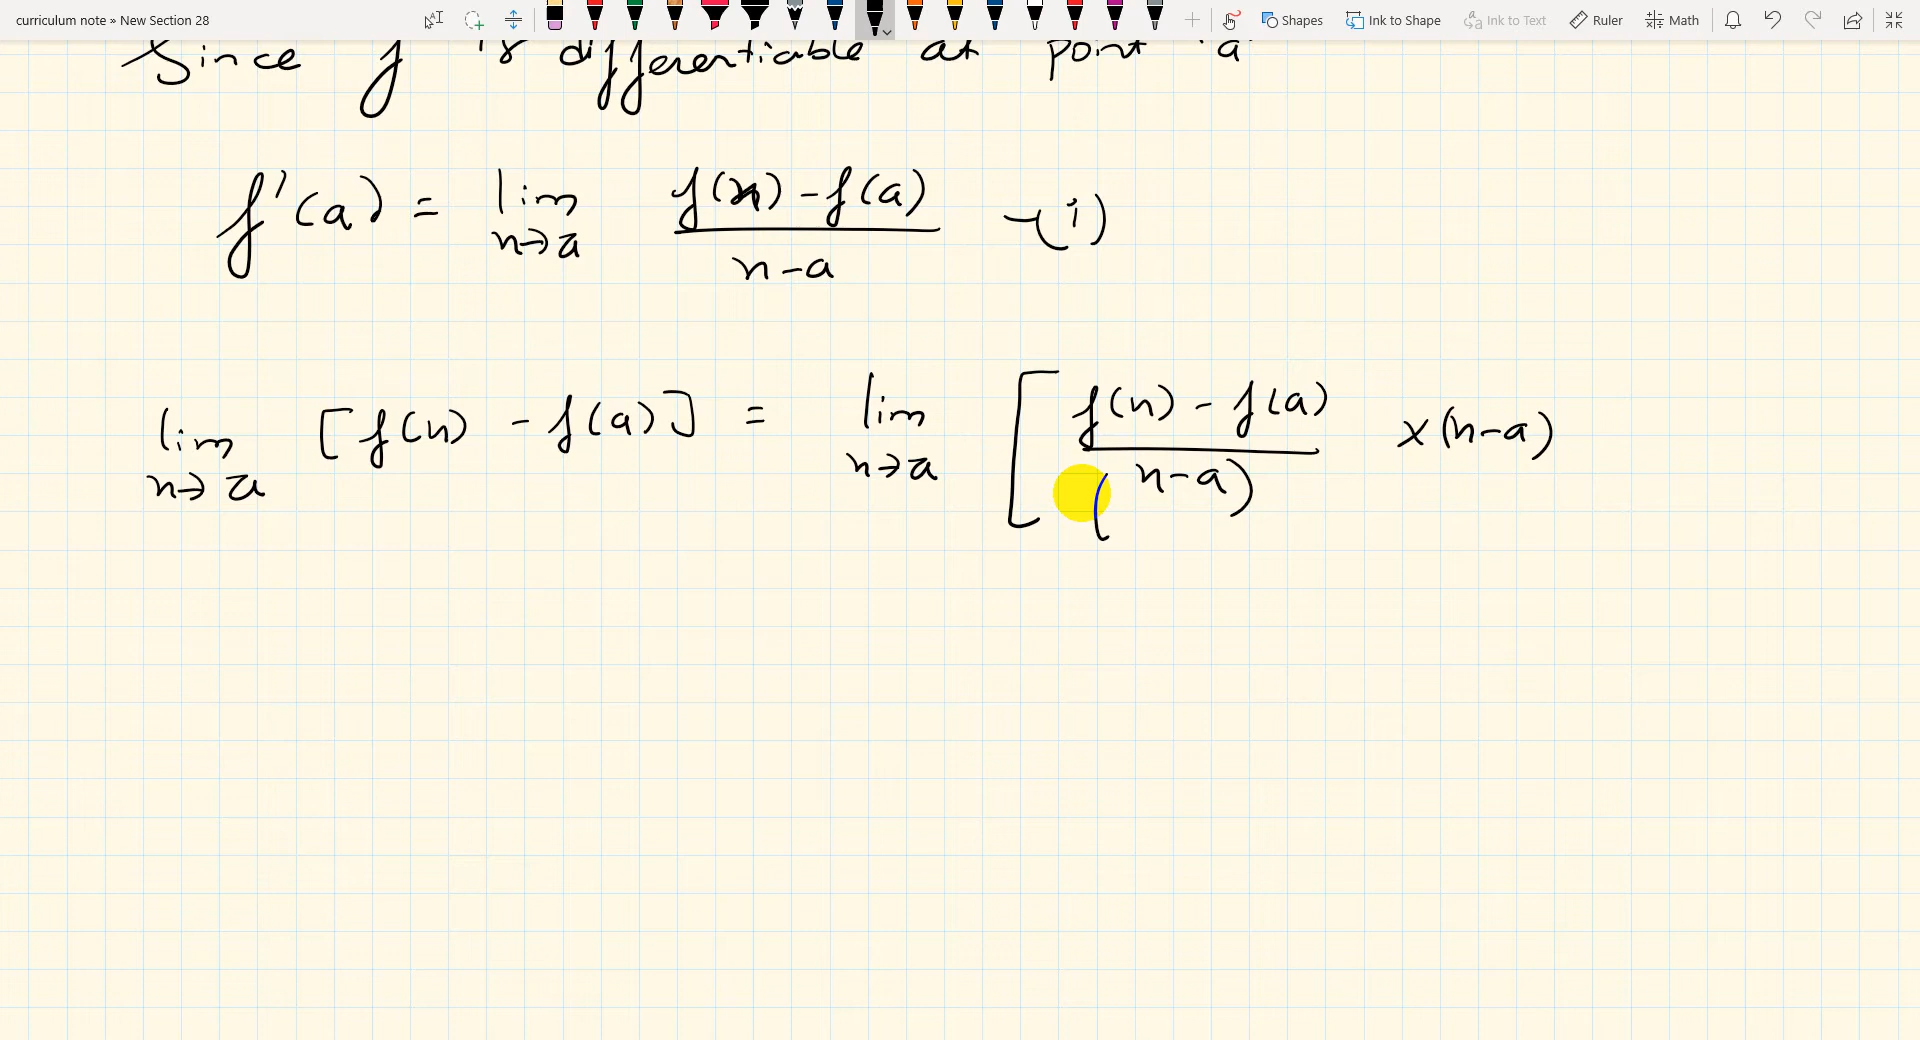 curriculum note » New Section 28
Shapes Ink to Shape Ink to Text Ruler Math
Since f is differentiable at point 'a'
f'(a) = lim n→a f(x) - f(a) / n-a -(i)
lim n→a [f(n) - f(a)] = lim n→a [ f(n) - f(a) / (n-a) x (n-a)